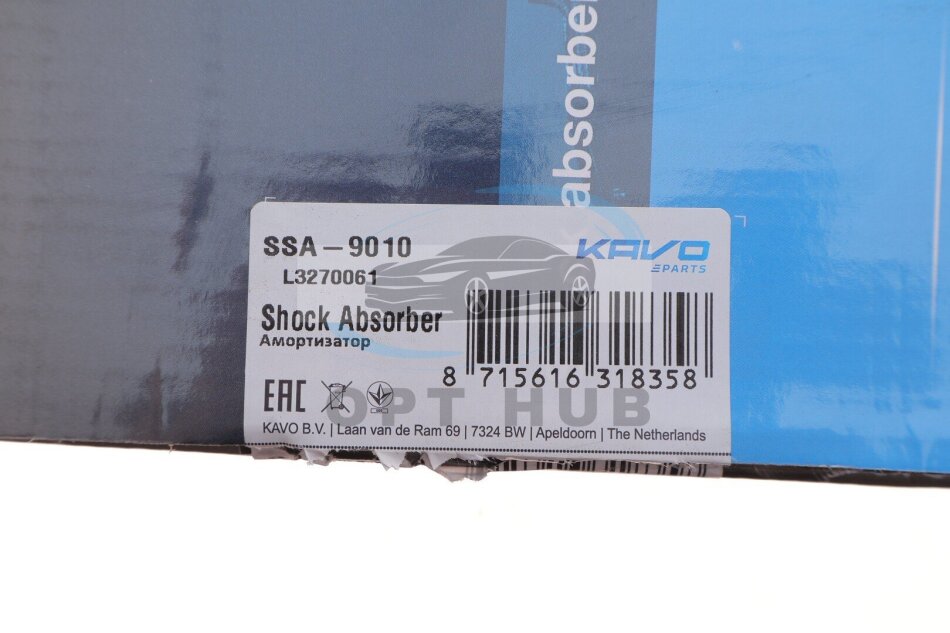 absorber
SSA – 9010
KAVO
PARTS
L3270061
Shock Absorber
Амортизатор
8 715616 318358
EAC
OPT HUB
KAVO B.V. | Laan van de Ram 69 | 7324 BW | Apeldoorn | The Netherlands